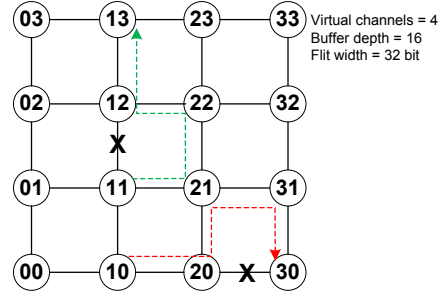 03 13 23 33 Virtual channels = 4
Buffer depth = 16
Flit width = 32 bit
02 12 22 32
X
01 11 21 31
00 10 20 X 30